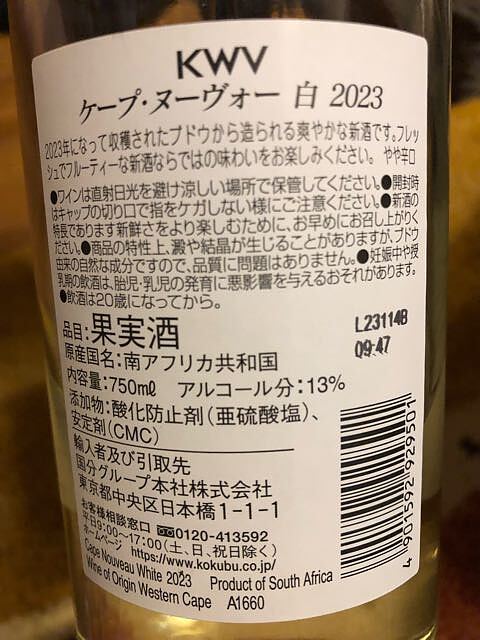 KWV
ケープ・ヌーヴォー 白 2023
2023年になって収穫されたブドウから造られる爽やかな新酒です。フレッ
シュでフルーティーな新酒ならではの味わいをお楽しみください。 やや辛口
●ワインは直射日光を避け涼しい場所で保管してください。●開封時
はキャップの切り口で指をケガしない様にご注意ください。●新酒の
特長であります新鮮さをより楽しむために、お早めにお召し上がりく
ださい。●商品の特性上、澱や結晶が生じることがありますが、ブドウ
由来の自然な成分ですので、品質に問題はありません。●妊娠中や授
乳期の飲酒は、胎児・乳児の発育に悪影響を与えるおそれがあります。
●飲酒は20歳になってから。
品目:果実酒
原産国名:南アフリカ共和国
内容量:750mℓ アルコール分:13%
添加物:酸化防止剤(亜硫酸塩)、
安定剤(CMC)
L23114B
09:47
輸入者及び引取先
国分グループ本社株式会社
東京都中央区日本橋1-1-1
お客様相談窓口 0120-413592
平日9:00~17:00(土、日、祝日除く)
ホームページ https://www.kokubu.co.jp/
Cape Nouveau White 2023 Product of South Africa
Wine of Origin Western Cape A1660
4 901592 929501